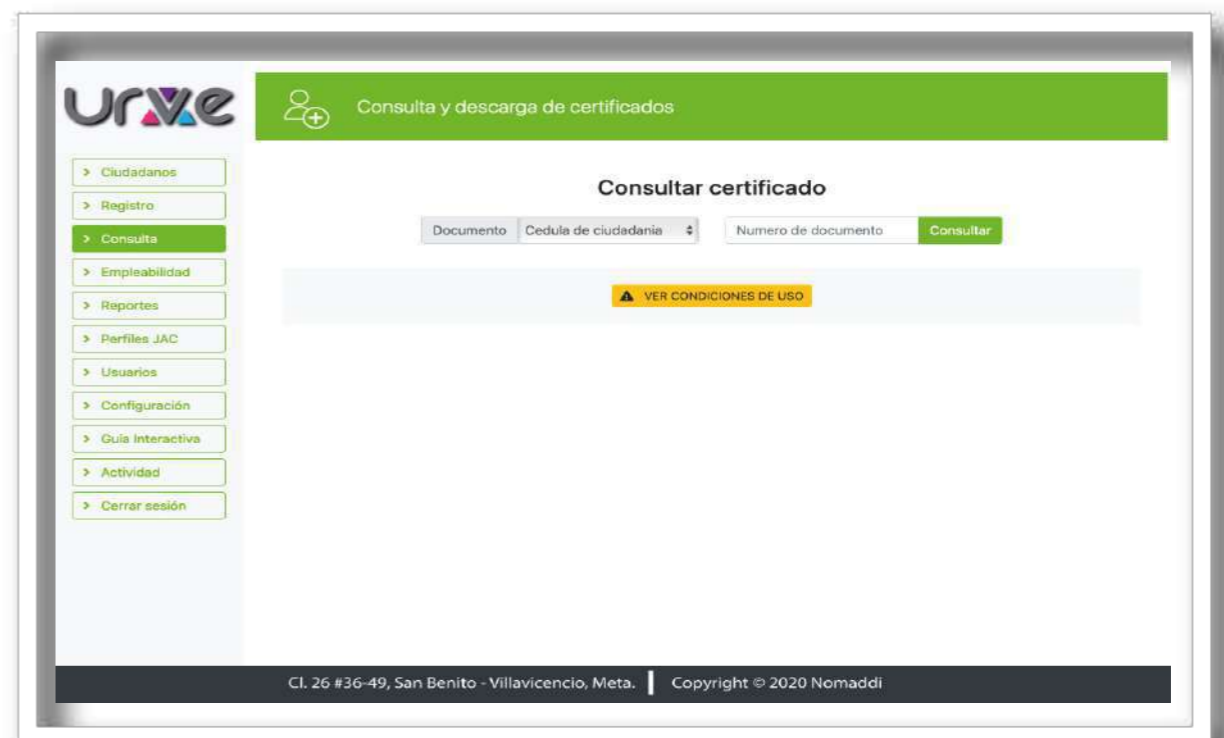 urve
Consulta y descarga de certificados
> Ciudadanos
> Registro
> Consulta
> Empleabilidad
> Reportes
> Perfiles JAC
> Usuarios
> Configuración
> Guia Interactiva
> Actividad
> Cerrar sesión
Consultar certificado
Documento Cedula de ciudadania Numero de documento Consultar
VER CONDICIONES DE USO
Cl. 26 #36-49, San Benito - Villavicencio, Meta. | Copyright © 2020 Nomaddi